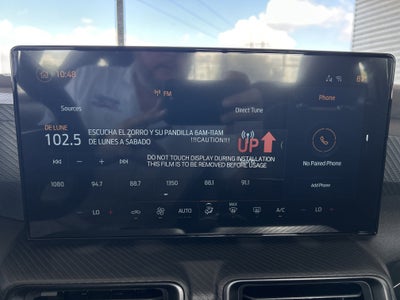 10:48
FM
Sources
Direct Tune
Phone
DE LUNE
102.5
ESCUCHA EL ZORRO Y SU PANDILLA 6AM-11AM
DE LUNES A SABADO
!!!CAUTION!!!
UP
DO NOT TOUCH DISPLAY DURING INSTALLATION
THIS FILM IS TO BE REMOVED BEFORE USAGE
No Paired Phone
Add Phone
1080
94.7
88.7
1350
88.1
91.1
LO
AUTO
MAX
A/C
LO